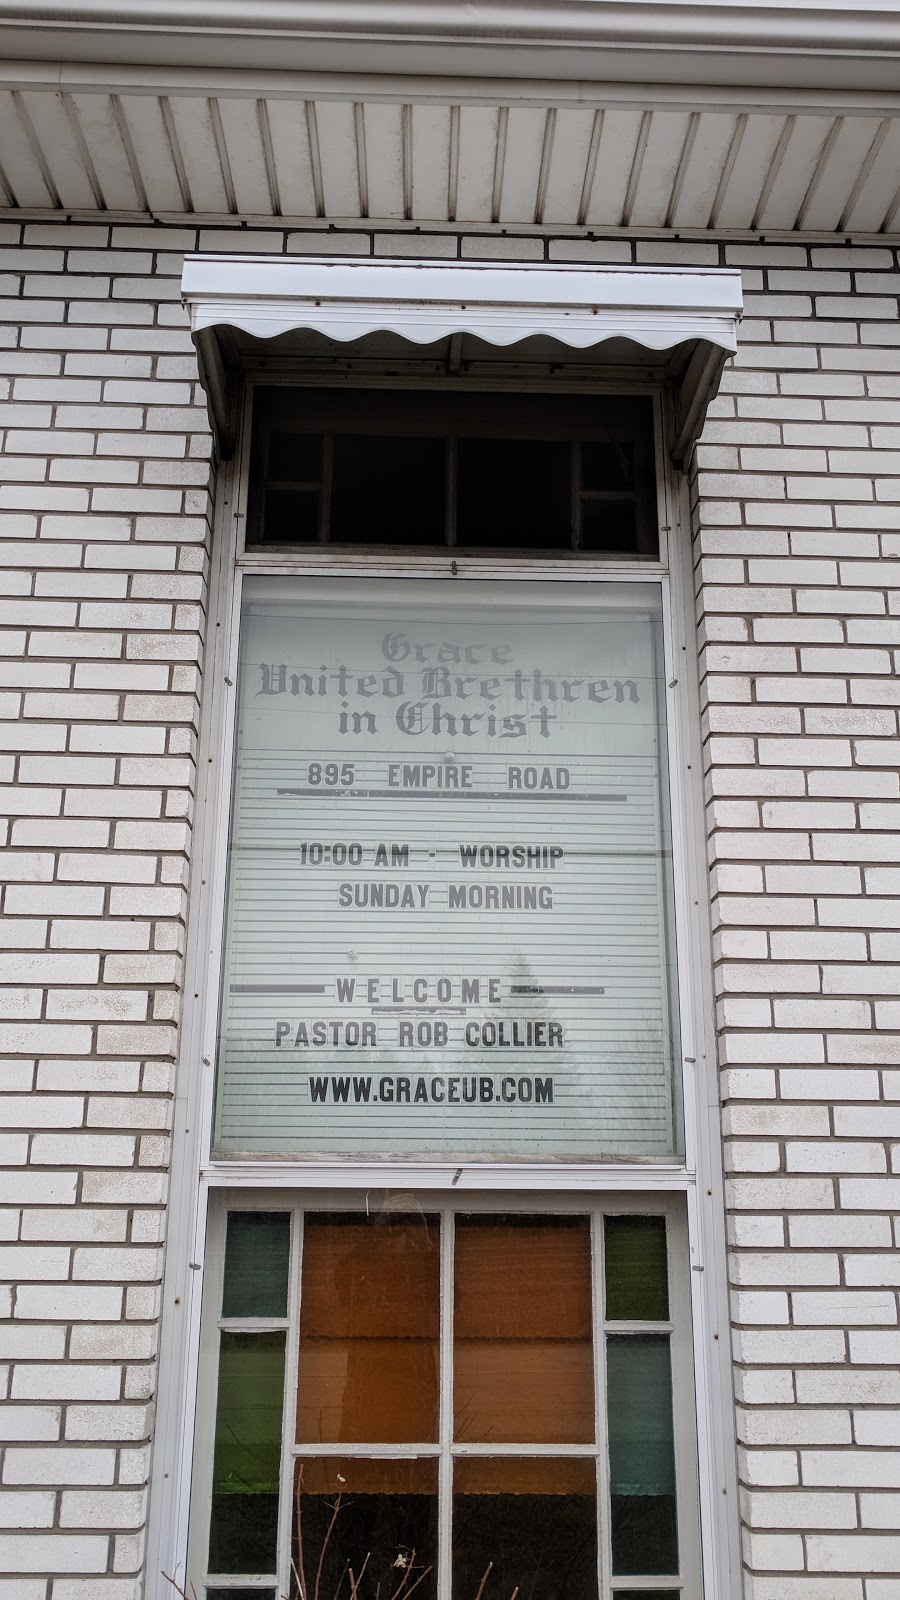 Grace
United Brethren
in Christ
895 EMPIRE ROAD
10:00 AM - WORSHIP
SUNDAY MORNING
WELCOME
PASTOR ROB COLLIER
WWW.GRACEUB.COM